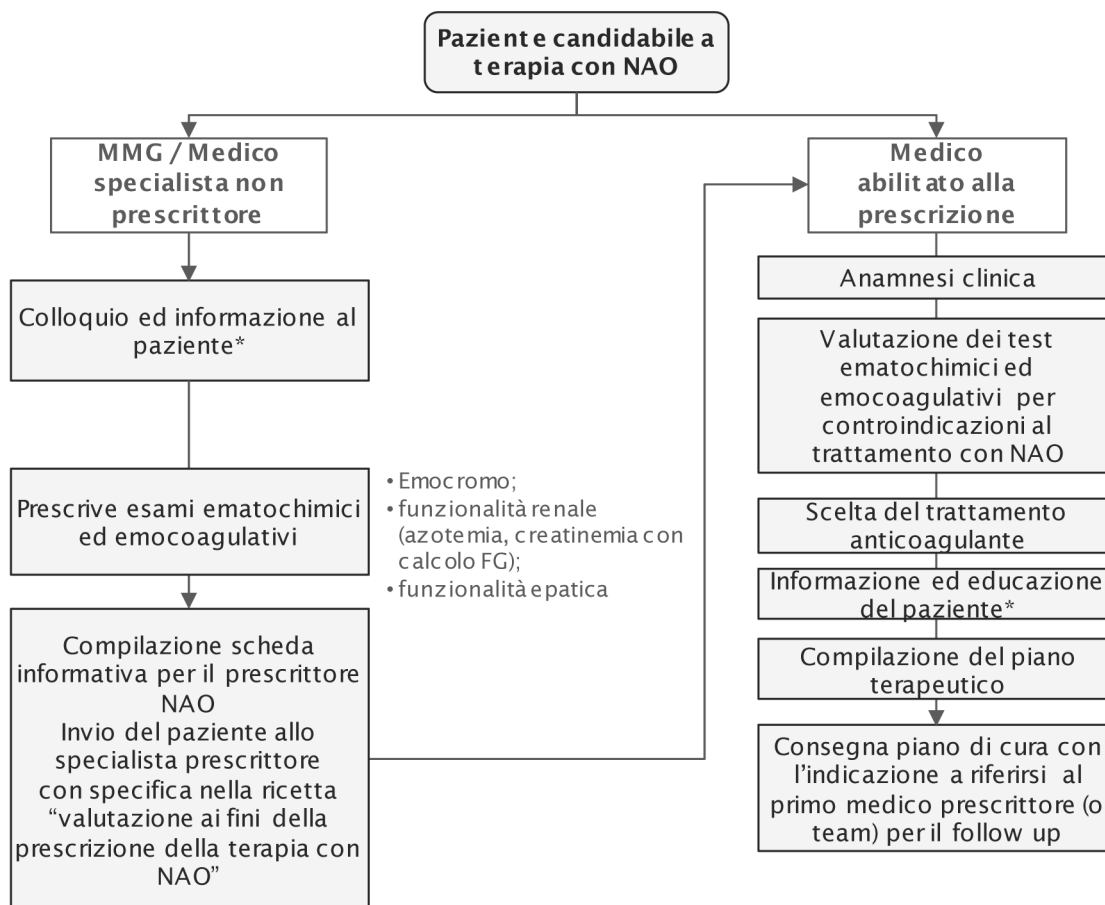 Paziente candidabile a
terapia con NAO
MMG / Medico
specialista non
prescrittore
Colloquio ed informazione al
paziente*
Prescrive esami ematochimici
ed emocoagulativi
• Emocromo;
• funzionalità renale
(azotemia, creatinemia con
calcolo FG);
• funzionalità epatica
Compilazione scheda
informativa per il prescrittore
NAO
Invio del paziente allo
specialista prescrittore
con specifica nella ricetta
“valutazione ai fini della
prescrizione della terapia con
NAO”
Medico
abilitato alla
prescrizione
Anamnesi clinica
Valutazione dei test
ematochimici ed
emocoagulativi per
controindicazioni al
trattamento con NAO
Scelta del trattamento
anticoagulante
Informazione ed educazione
del paziente*
Compilazione del piano
terapeutico
Consegna piano di cura con
l’indicazione a riferirsi al
primo medico prescrittore (o
team) per il follow up